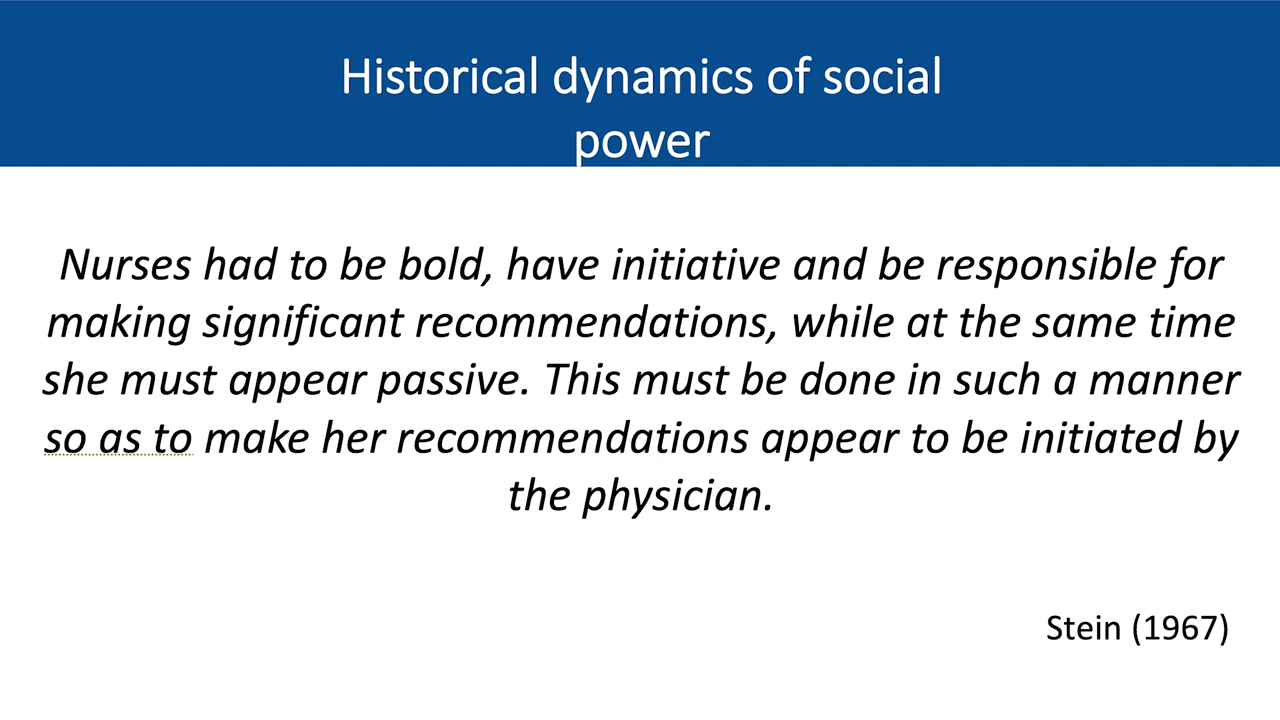 Historical dynamics of social
power
Nurses had to be bold, have initiative and be responsible for
making significant recommendations, while at the same time
she must appear passive. This must be done in such a manner
so as to make her recommendations appear to be initiated by
the physician.
Stein (1967)